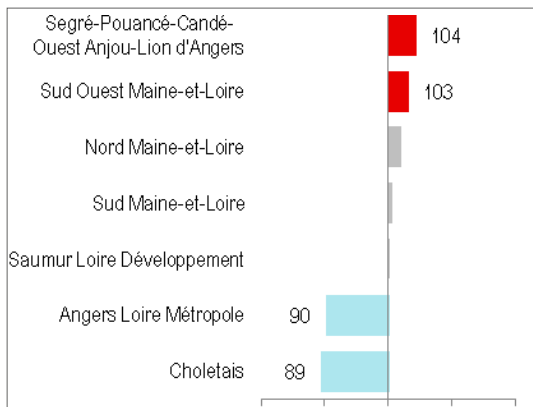 Segré-Pouancé-Candé-
Ouest Anjou-Lion d'Angers
104
Sud Ouest Maine-et-Loire
103
Nord Maine-et-Loire
Sud Maine-et-Loire
Saumur Loire Développement
Angers Loire Métropole
90
Choletais
89